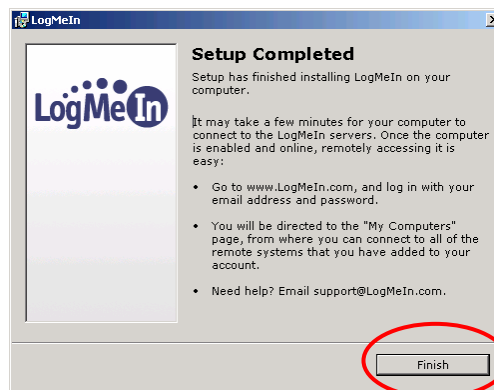 LogMeIn
LogMeIn
Setup Completed
Setup has finished installing LogMeIn on your
computer.
It may take a few minutes for your computer to
connect to the LogMeIn servers. Once the computer
is enabled and online, remotely accessing it is
easy:
• Go to www.LogMeIn.com, and log in with your
email address and password.
• You will be directed to the "My Computers"
page, from where you can connect to all of the
remote systems that you have added to your
account.
• Need help? Email support@LogMeIn.com.
Finish